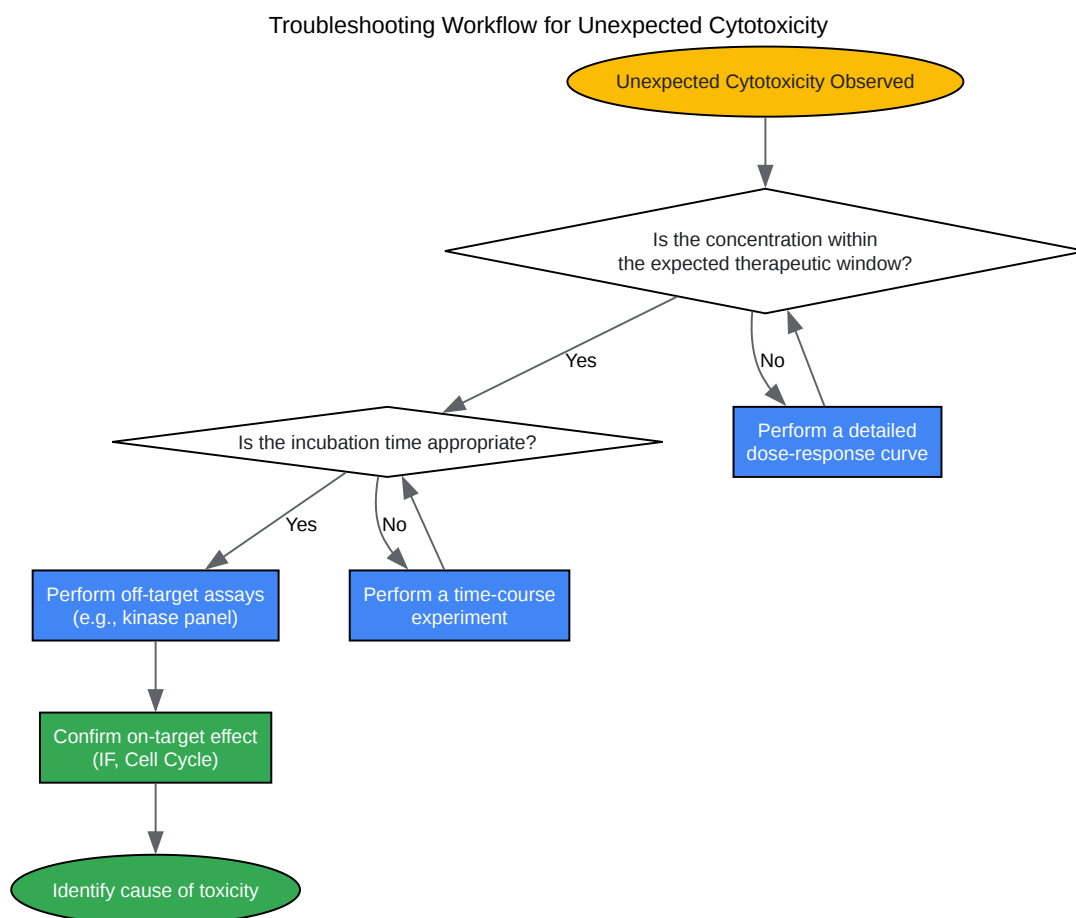 Troubleshooting Workflow for Unexpected Cytotoxicity
Unexpected Cytotoxicity Observed
Is the concentration within
the expected therapeutic window?
Yes
No
Perform a detailed
dose-response curve
Is the incubation time appropriate?
Yes
No
Perform off-target assays
(e.g., kinase panel)
Perform a time-course
experiment
Confirm on-target effect
(IF, Cell Cycle)
Identify cause of toxicity